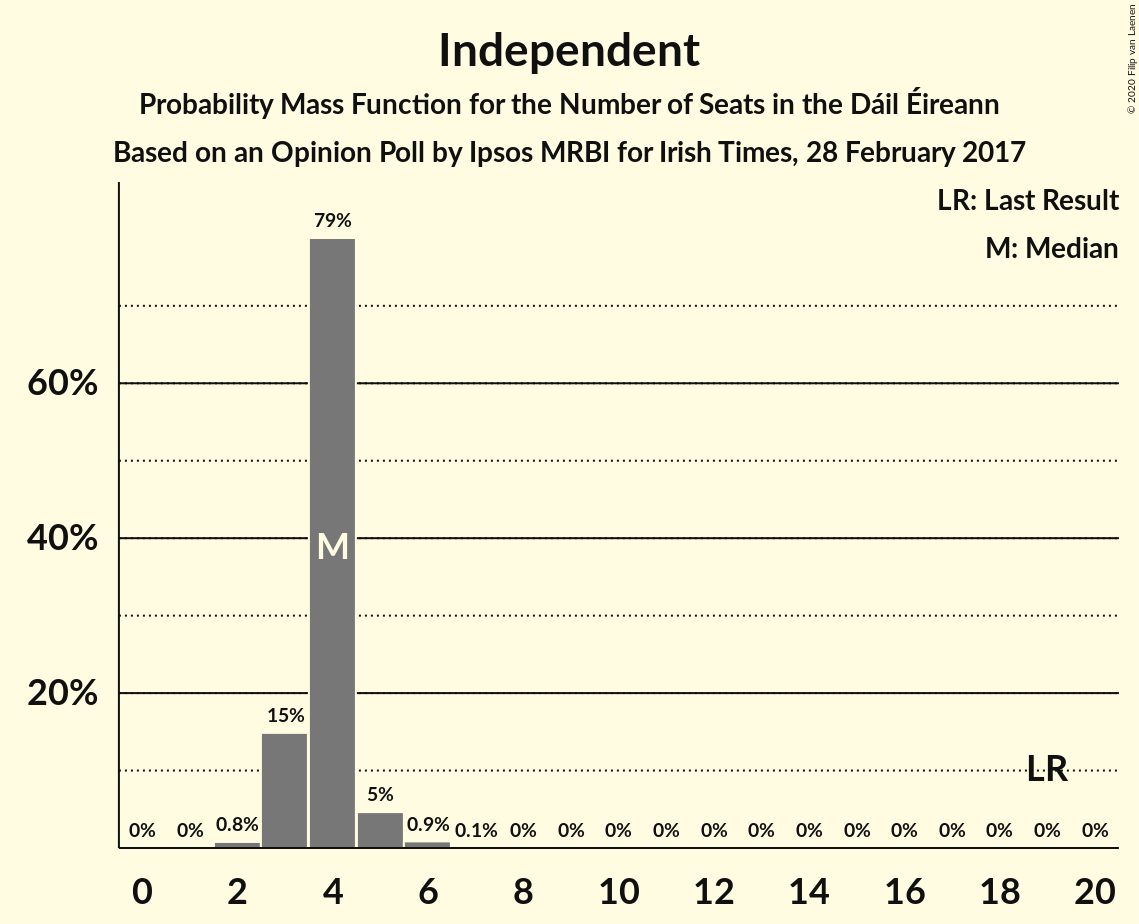 Independent
Probability Mass Function for the Number of Seats in the Dáil Éireann
Based on an Opinion Poll by Ipsos MRBI for Irish Times, 28 February 2017
© 2020 Filip van Laenen
LR: Last Result
M: Median
79%
60%
M
40%
20%
15%
LR
5%
0% 0% 0.8% 0.9% 0.1% 0% 0% 0% 0% 0% 0% 0% 0% 0% 0% 0% 0% 0%
0 2 4 6 8 10 12 14 16 18 20